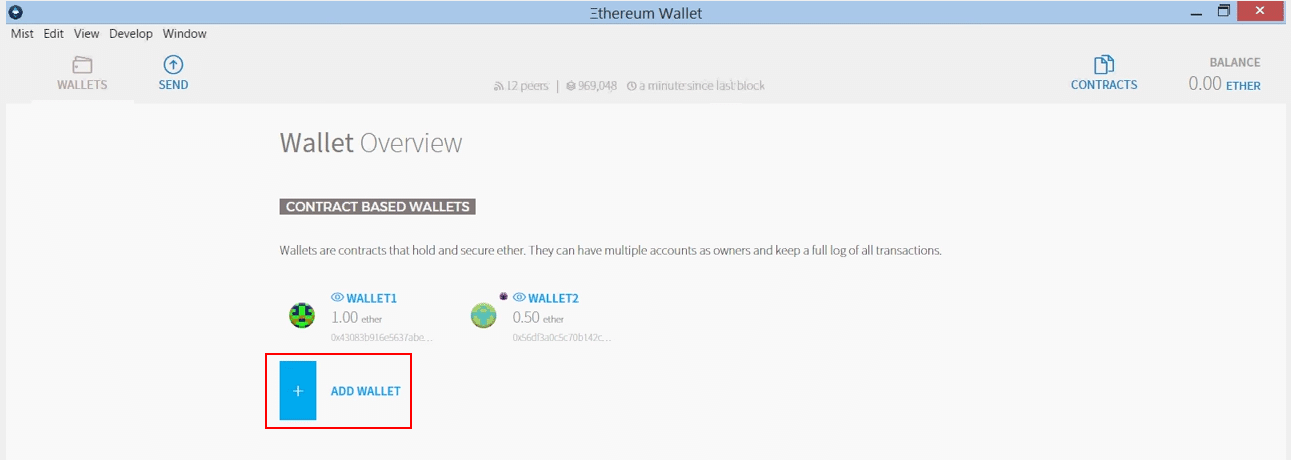 Ξthereum Wallet
Mist Edit View Develop Window
WALLETS SEND 12 peers | 969,048 a minute since last block CONTRACTS BALANCE 0.00 ETHER
Wallet Overview
CONTRACT BASED WALLETS
Wallets are contracts that hold and secure ether. They can have multiple accounts as owners and keep a full log of all transactions.
WALLET1
1.00 ether
0x43083b916e5637abe...
WALLET2
0.50 ether
0x56df3a0c5c70b142c...
+ ADD WALLET